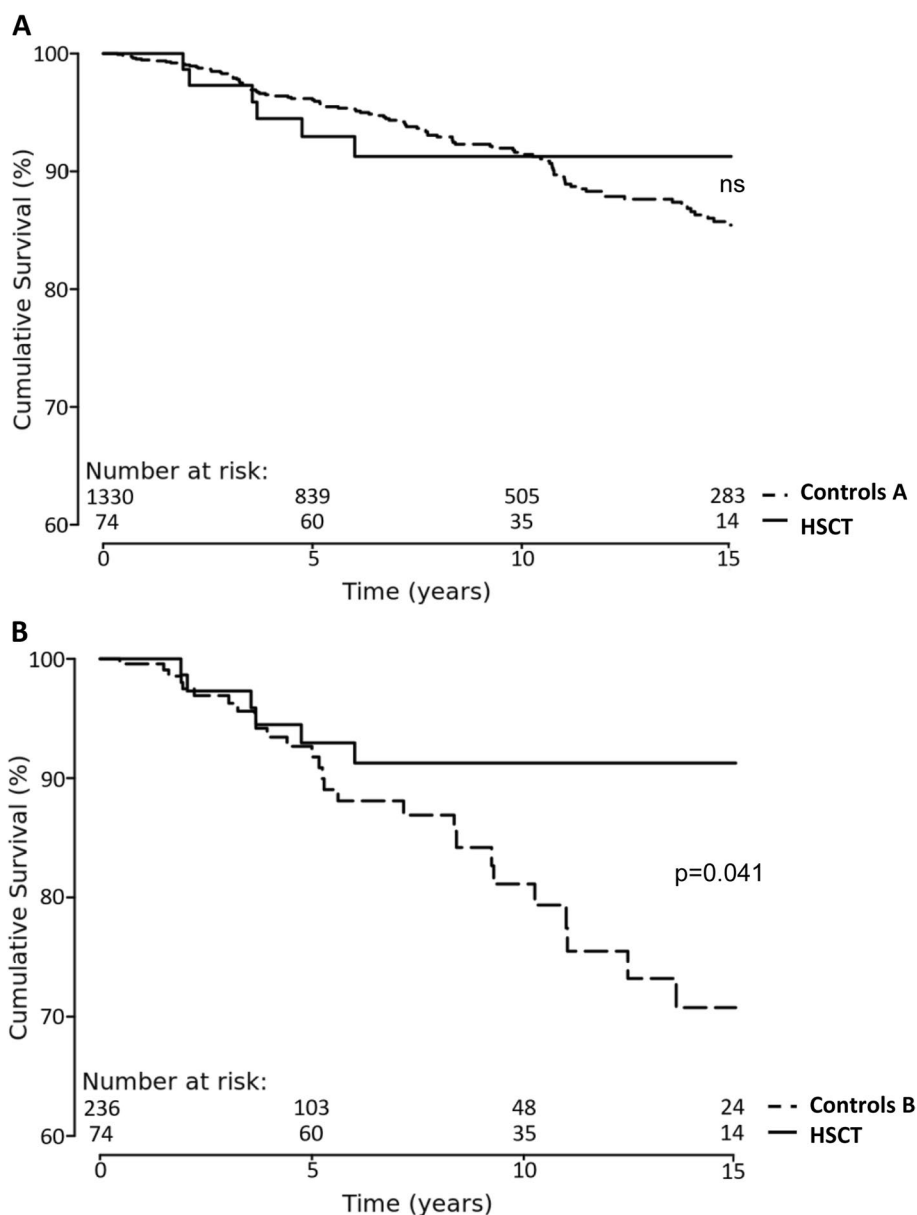 A
100
90
80
70
60
Cumulative Survival (%)
ns
Number at risk:
1330 839 505 283 Controls A
74 60 35 14 HSCT
0 5 10 15
Time (years)
B
100
90
80
70
60
Cumulative Survival (%)
p=0.041
Number at risk:
236 103 48 24 Controls B
74 60 35 14 HSCT
0 5 10 15
Time (years)